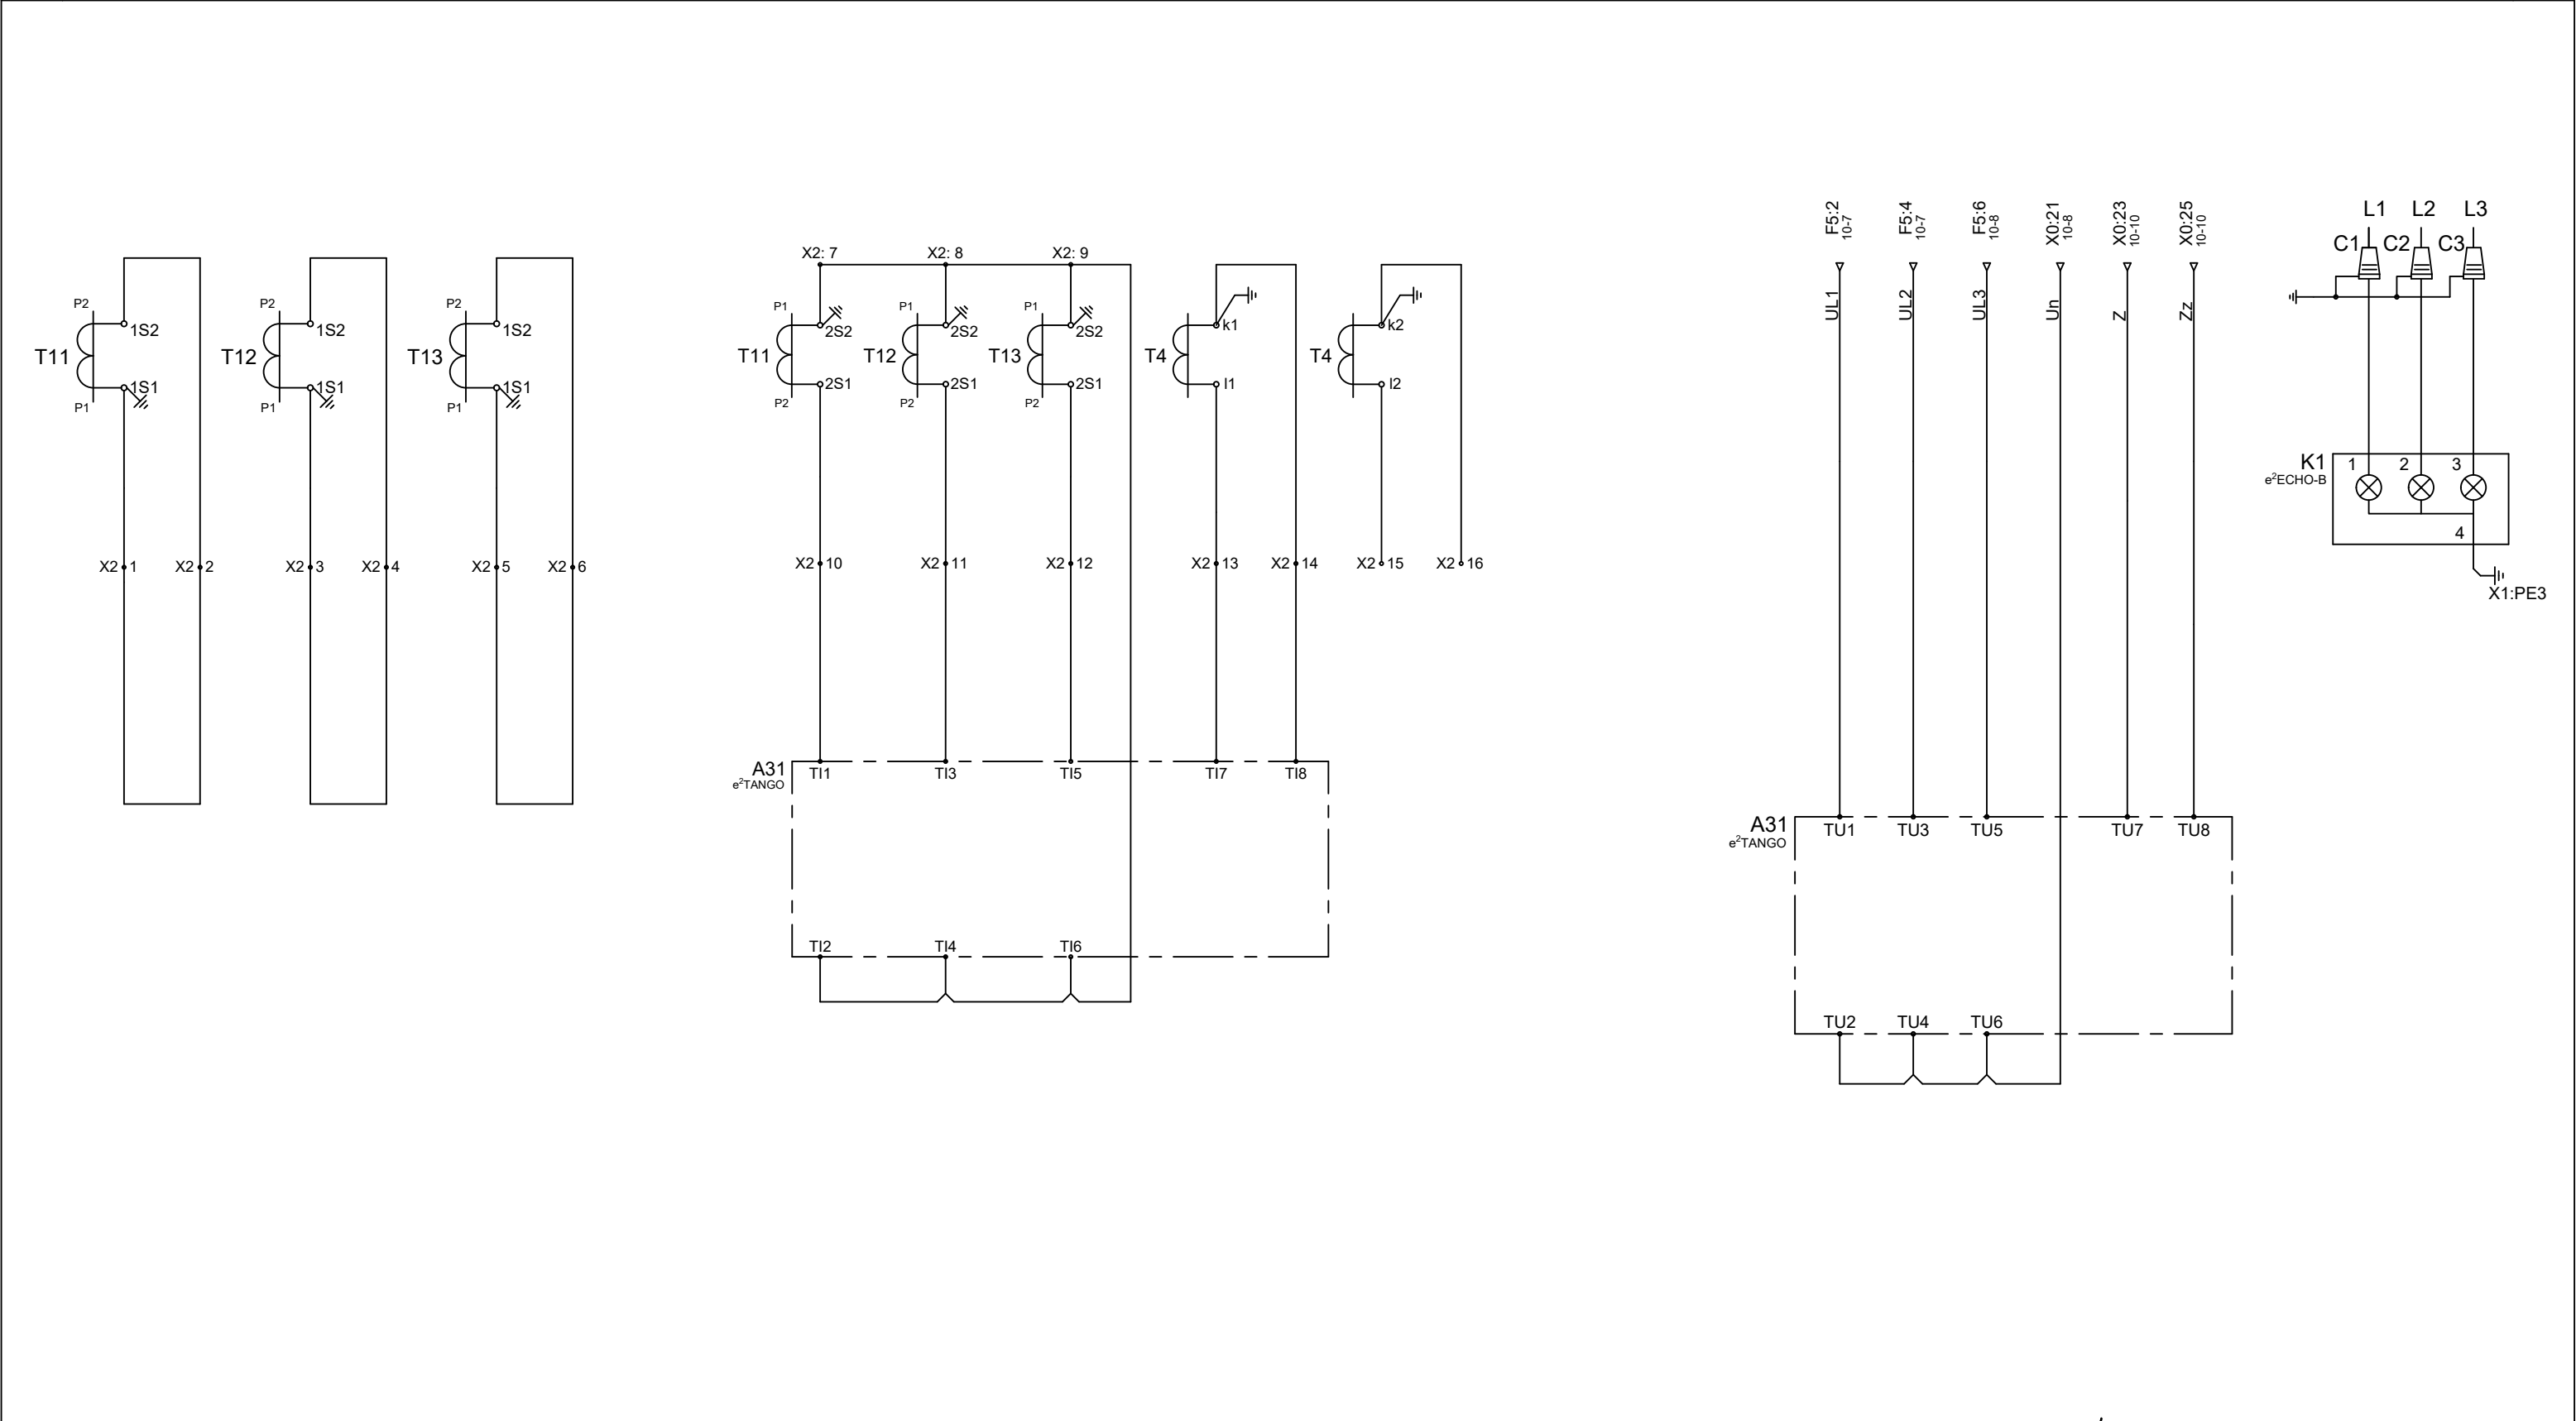 P2
1S2
T11
1S1
P1
X2 1
X2 2
P2
1S2
T12
1S1
P1
X2 3
X2 4
P2
1S2
T13
1S1
P1
X2 5
X2 6
X2: 7
X2: 8
X2: 9
P1
2S2
T11
2S1
P2
P1
2S2
T12
2S1
P2
P1
2S2
T13
2S1
P2
k1
T4
l1
k2
T4
l2
X2 10
X2 11
X2 12
X2 13
X2 14
X2 15
X2 16
A31
e²TANGO
TI1
TI3
TI5
TI7
TI8
TI2
TI4
TI6
F5:2
10-7
F5:4
10-7
F5:6
10-8
X0:21
10-8
X0:23
10-10
X0:25
10-10
UL1
UL2
UL3
Un
Z
Zz
A31
e²TANGO
TU1
TU3
TU5
TU7
TU8
TU2
TU4
TU6
L1
L2
L3
C1
C2
C3
K1
e²ECHO-B
1
2
3
4
X1:PE3